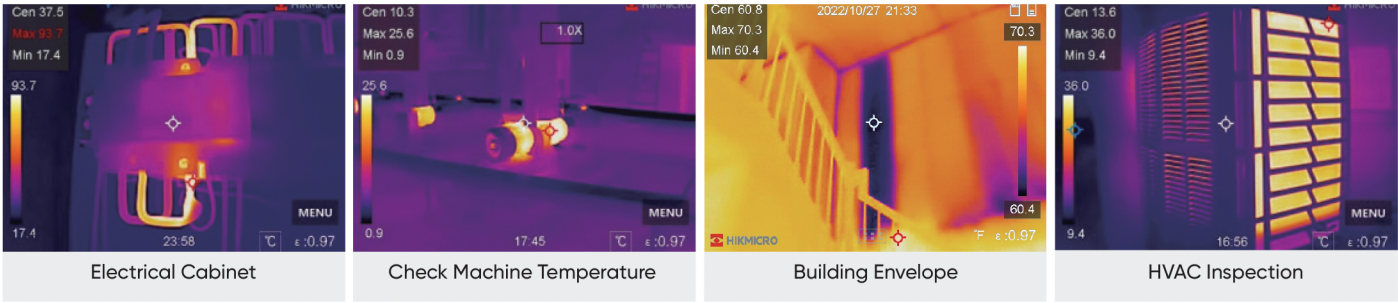 Cen 37.5
HIKMICRO
Max 93.7
Min 17.4
93.7
G
G
MENU
17.4
23:58
°C
ε :0.97
Electrical Cabinet
Cen 10.3
HIKMICRO
Max 25.6
1.0X
Min 0.9
25.6
MENU
0.9
17:45
°C
ε :0.97
Check Machine Temperature
Cen 60.8
2022/10/27 21:33
Max 70.3
70.3
Min 60.4
60.4
HIKMICRO
°F
ε :0.97
Building Envelope
Cen 13.6
HIKMICRO
Max 36.0
Min 9.4
36.0
MENU
9.4
16:56
°C
ε :0.97
HVAC Inspection